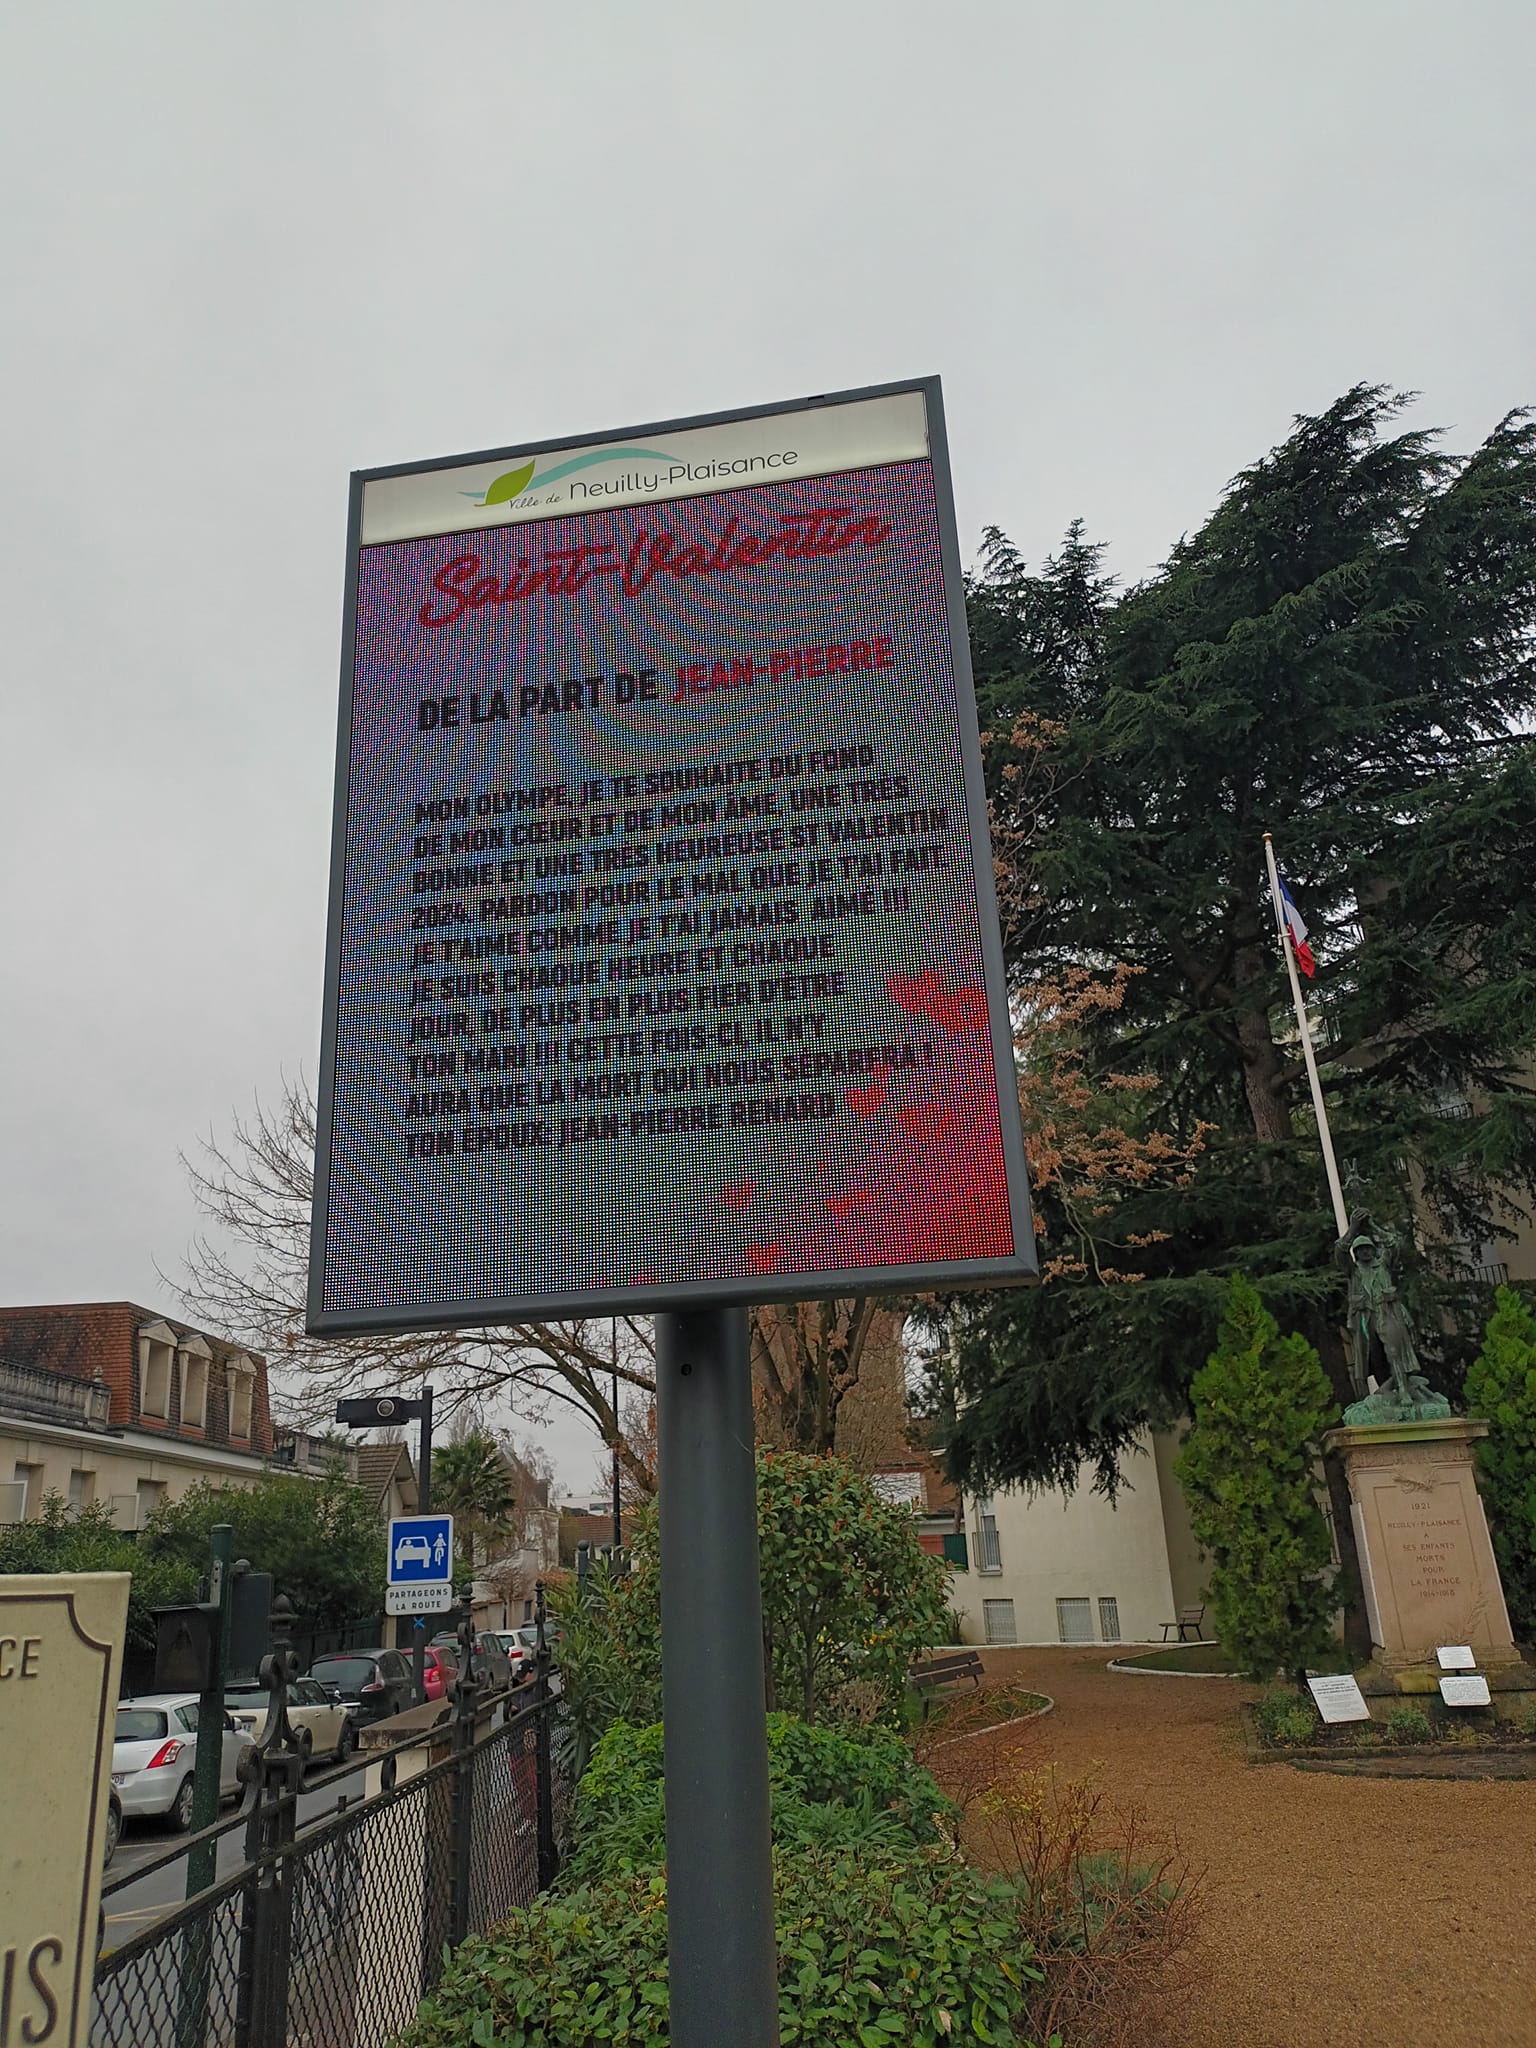 Ville de Neuilly-Plaisance
Saint-Valentin
DE LA PART DE JEAN-PIERRE
MON OLYMPE, JE TE SOUHAITE DU FOND
DE MON CŒUR ET DE MON ÂME, UNE TRÈS
BONNE ET UNE TRÈS HEUREUSE ST VALENTIN
2024. PARDON POUR LE MAL QUE JE T'AI FAIT.
JE T'AIME COMME JE T'AI JAMAIS AIMÉ !!!
JE SUIS CHAQUE HEURE ET CHAQUE
JOUR, DE PLUS EN PLUS FIER D'ÊTRE
TON MARI !!! CETTE FOIS-CI, IL N'Y
AURA QUE LA MORT QUI NOUS SÉPARERA !
TON ÉPOUX, JEAN-PIERRE RENARD
PARTAGEONS
LA ROUTE
CE
IS
1921
NEUILLY-PLAISANCE
A
SES ENFANTS
MORTS
POUR
LA FRANCE
1914-1918